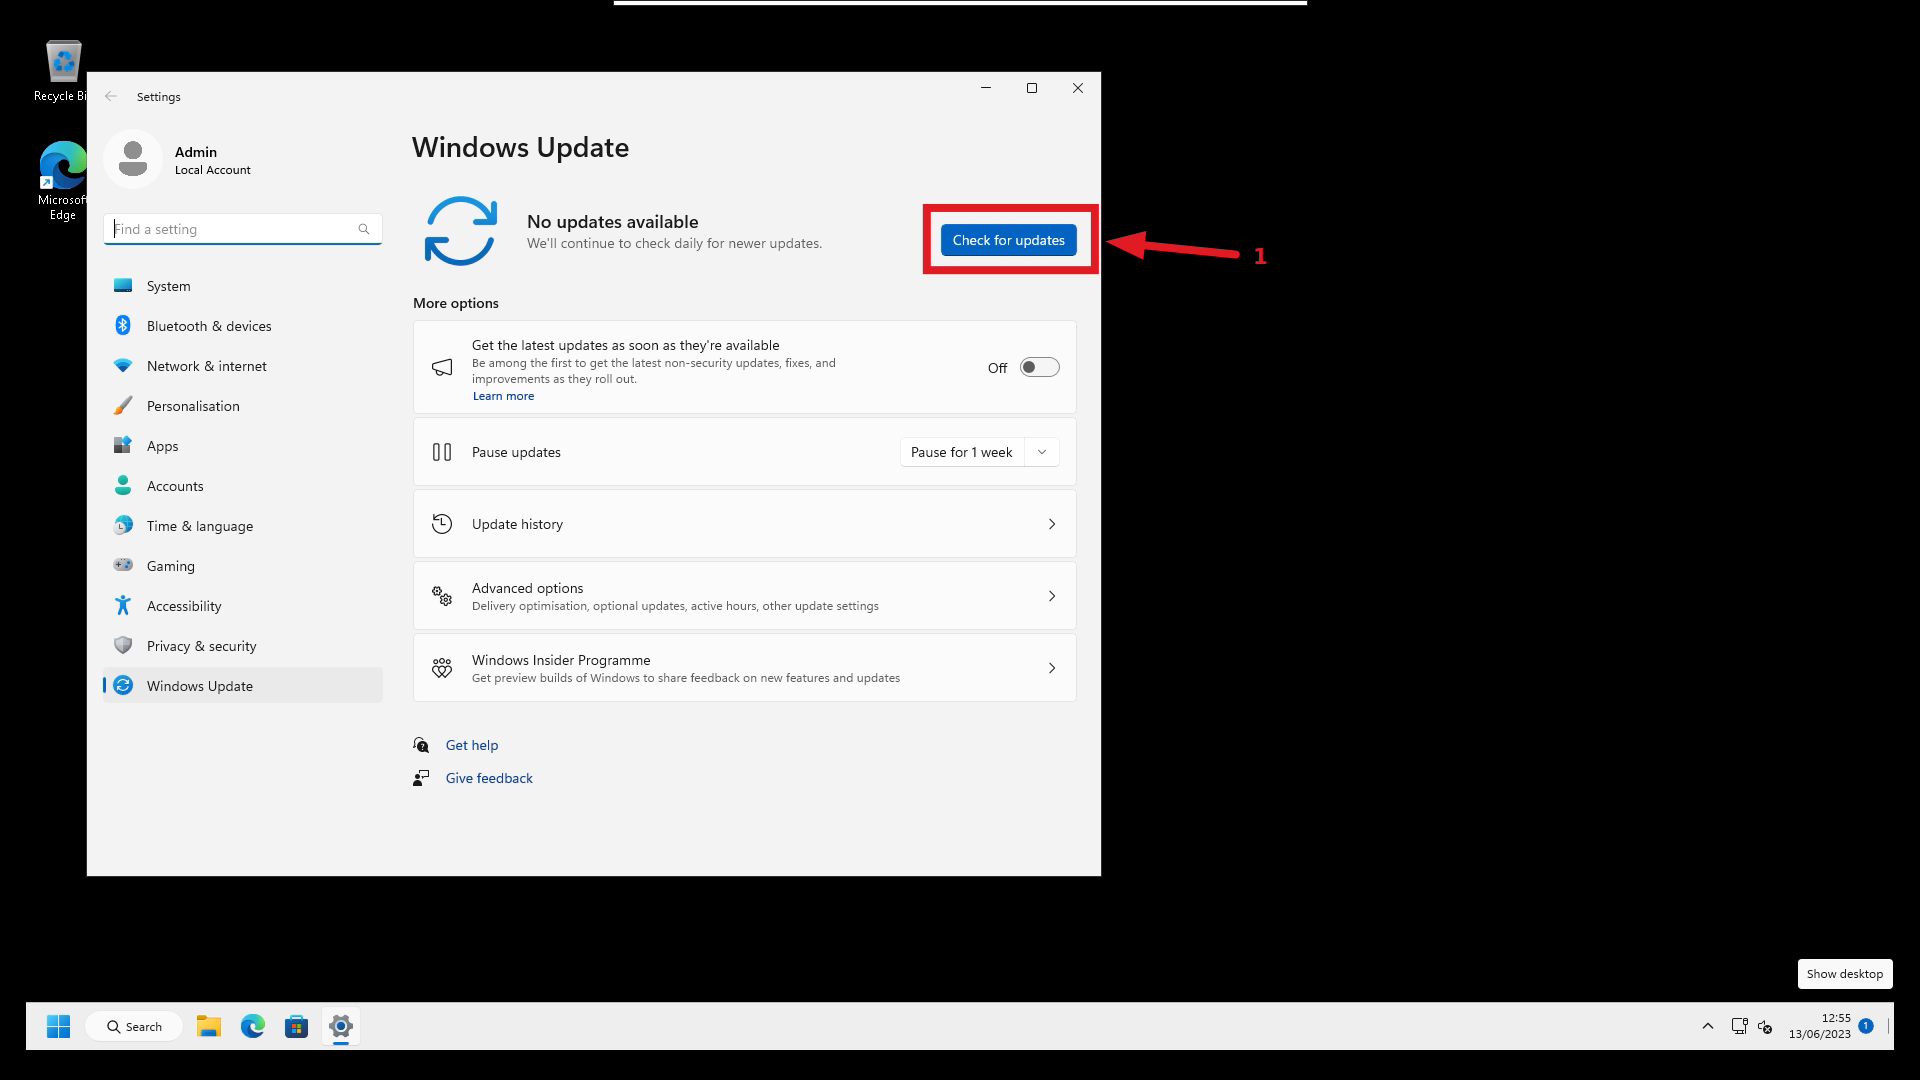 Recycle Bi
Microsoft
Edge
Settings
Admin
Local Account
Find a setting
System
Bluetooth & devices
Network & internet
Personalisation
Apps
Accounts
Time & language
Gaming
Accessibility
Privacy & security
Windows Update
Windows Update
No updates available
We'll continue to check daily for newer updates.
Check for updates
1
More options
Get the latest updates as soon as they're available
Be among the first to get the latest non-security updates, fixes, and
improvements as they roll out.
Learn more
Off
Pause updates
Pause for 1 week
Update history
Advanced options
Delivery optimisation, optional updates, active hours, other update settings
Windows Insider Programme
Get preview builds of Windows to share feedback on new features and updates
Get help
Give feedback
Show desktop
Search
12:55
13/06/2023
1